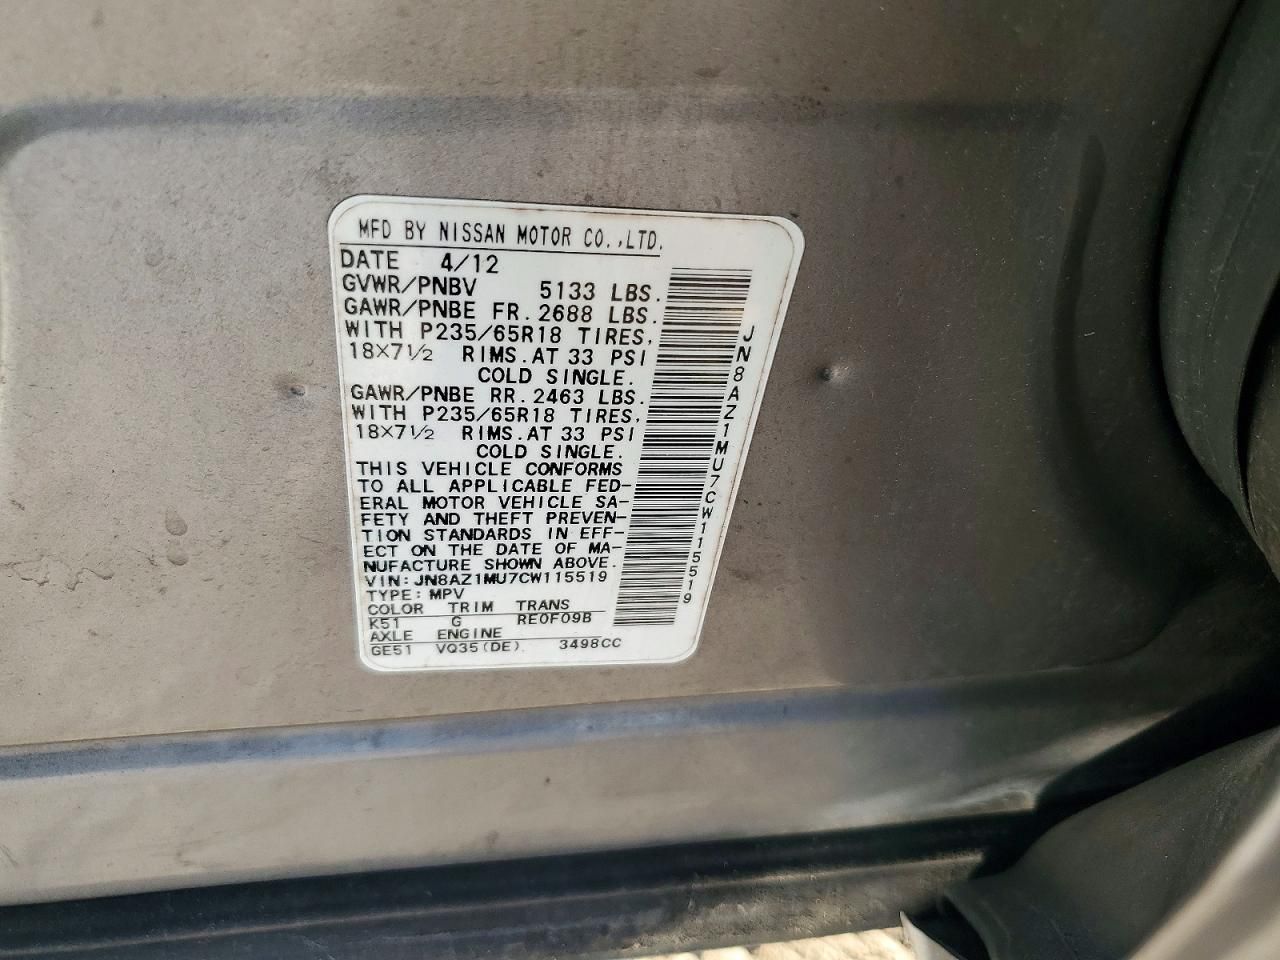 MFD BY NISSAN MOTOR CO.,LTD.
DATE 4/12
GVWR/PNBV 5133 LBS.
GAWR/PNBE FR. 2688 LBS.
WITH P235/65R18 TIRES,
18×7½ RIMS. AT 33 PSI
COLD SINGLE.
GAWR/PNBE RR. 2463 LBS.
WITH P235/65R18 TIRES,
18×7½ RIMS. AT 33 PSI
COLD SINGLE.
THIS VEHICLE CONFORMS
TO ALL APPLICABLE FED-
ERAL MOTOR VEHICLE SA-
FETY AND THEFT PREVEN-
TION STANDARDS IN EFF-
ECT ON THE DATE OF MA-
NUFACTURE SHOWN ABOVE.
VIN:JN8AZ1MU7CW115519
TYPE:MPV
COLOR TRIM TRANS
K51 G RE0F09B
AXLE ENGINE
GE51 VQ35(DE). 3498CC
JN8AZ1MU7CW115519